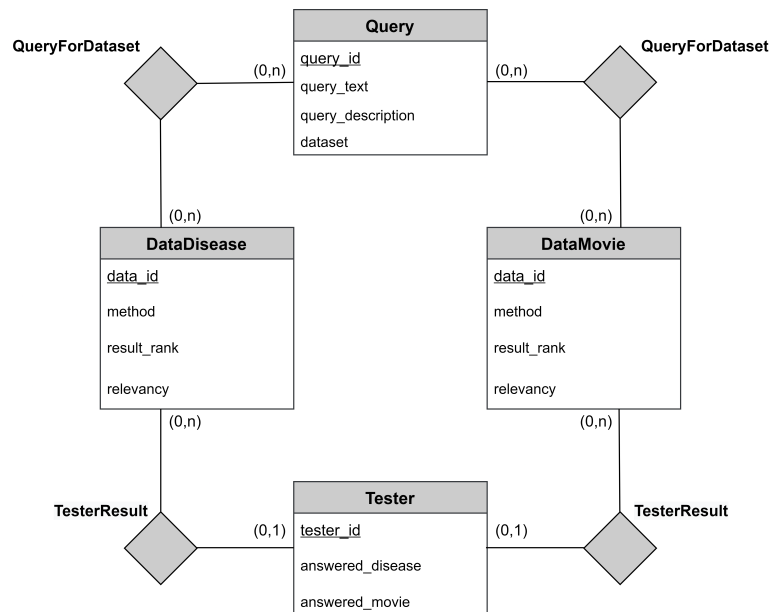 Query
QueryForDataset
QueryForDataset
(0,n)
(0,n)
query_id
query_text
query_description
dataset
(0,n)
(0,n)
DataDisease
data_id
method
result_rank
relevancy
DataMovie
data_id
method
result_rank
relevancy
(0,n)
(0,n)
TesterResult
TesterResult
(0,1)
(0,1)
Tester
tester_id
answered_disease
answered_movie